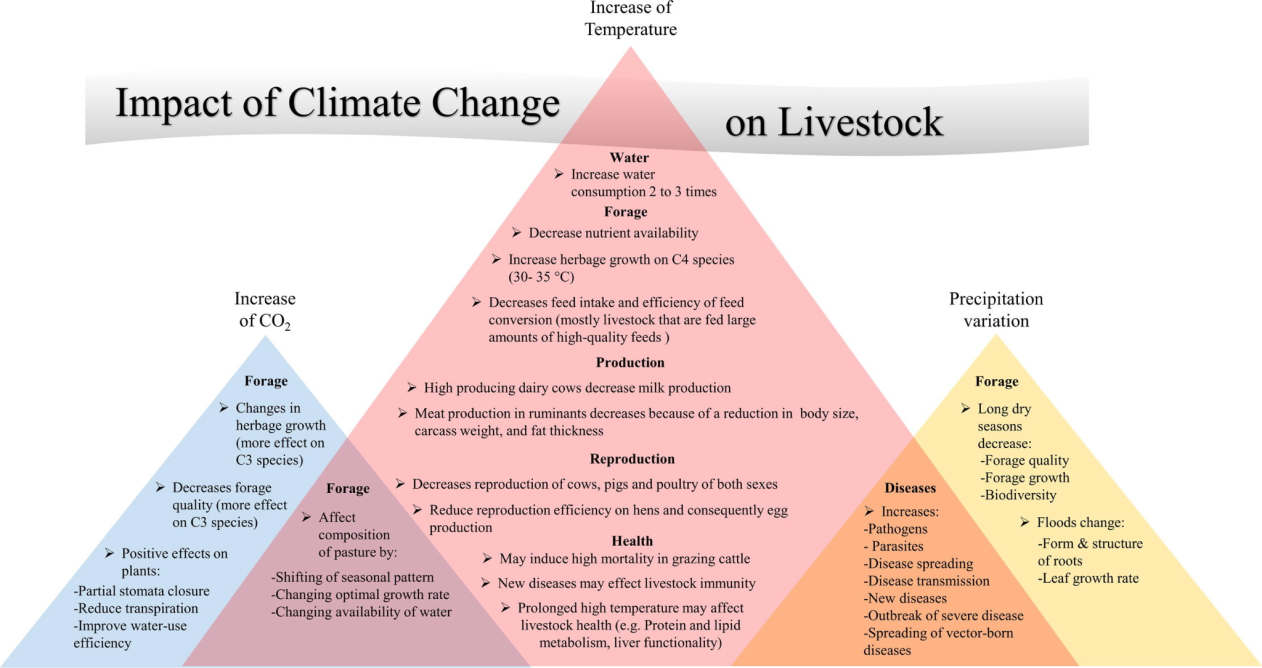 Increase of
Temperature
Impact of Climate Change
on Livestock
Water
➢ Increase water
consumption 2 to 3 times
Forage
➢ Decrease nutrient availability
➢ Increase herbage growth on C4 species
(30- 35 °C)
➢ Decreases feed intake and efficiency of feed
conversion (mostly livestock that are fed large
amounts of high-quality feeds )
Production
➢ High producing dairy cows decrease milk production
➢ Meat production in ruminants decreases because of a reduction in body size,
carcass weight, and fat thickness
Reproduction
➢ Decreases reproduction of cows, pigs and poultry of both sexes
➢ Reduce reproduction efficiency on hens and consequently egg
production
Health
➢ May induce high mortality in grazing cattle
➢ New diseases may effect livestock immunity
➢ Prolonged high temperature may affect
livestock health (e.g. Protein and lipid
metabolism, liver functionality)
Increase
of CO₂
Forage
➢ Changes in
herbage growth
(more effect on
C3 species)
➢ Decreases forage
quality (more effect
on C3 species)
➢ Positive effects on
plants:
-Partial stomata closure
-Reduce transpiration
-Improve water-use
efficiency
Forage
➢ Affect
composition
of pasture by:
-Shifting of seasonal pattern
-Changing optimal growth rate
-Changing availability of water
Diseases
➢ Increases:
-Pathogens
- Parasites
-Disease spreading
-Disease transmission
-New diseases
-Outbreak of severe disease
-Spreading of vector-born
diseases
Precipitation
variation
Forage
➢ Long dry
seasons
decrease:
-Forage quality
-Forage growth
-Biodiversity
➢ Floods change:
-Form & structure
of roots
-Leaf growth rate